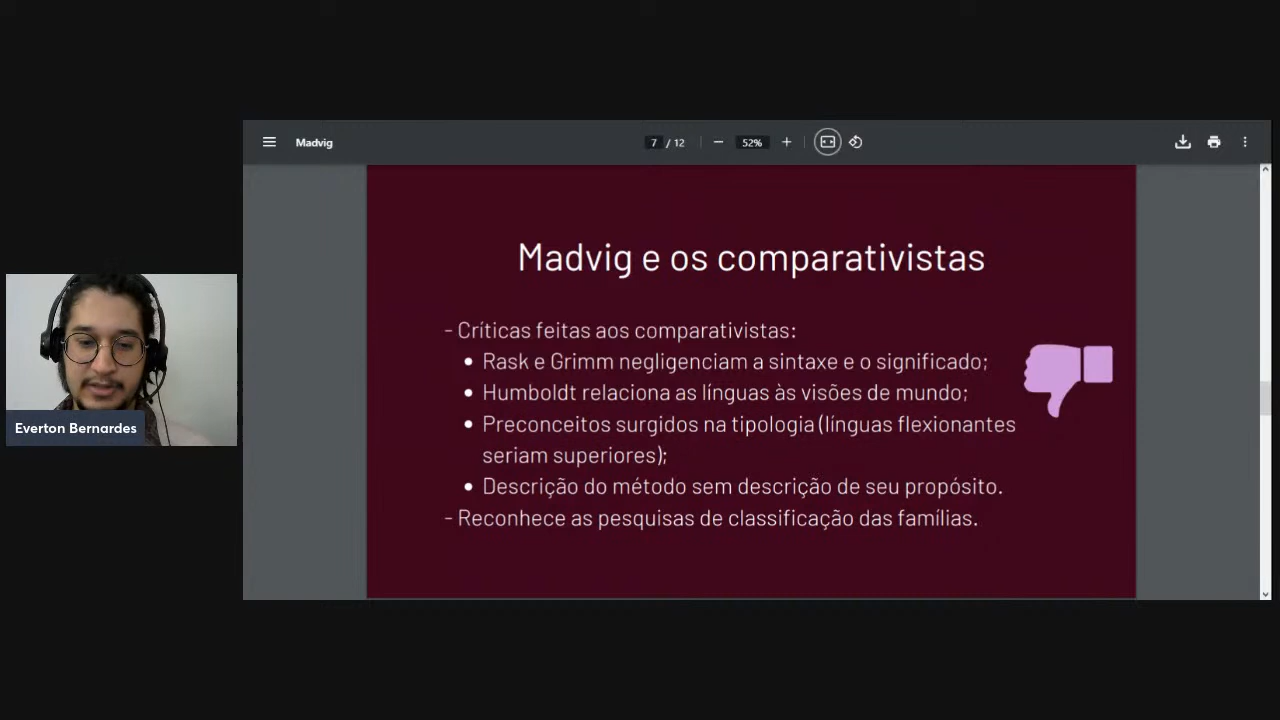 Madvig
7 / 12
52%
Madvig e os comparativistas
- Críticas feitas aos comparativistas:
• Rask e Grimm negligenciam a sintaxe e o significado;
• Humboldt relaciona as línguas às visões de mundo;
• Preconceitos surgidos na tipologia (línguas flexionantes
seriam superiores);
• Descrição do método sem descrição de seu propósito.
- Reconhece as pesquisas de classificação das famílias.
Everton Bernardes